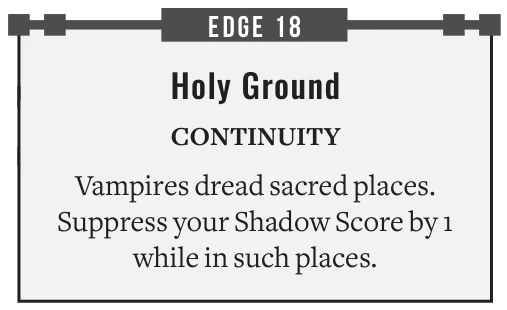 EDGE 18
Holy Ground
CONTINUITY
Vampires dread sacred places.
Suppress your Shadow Score by 1
while in such places.